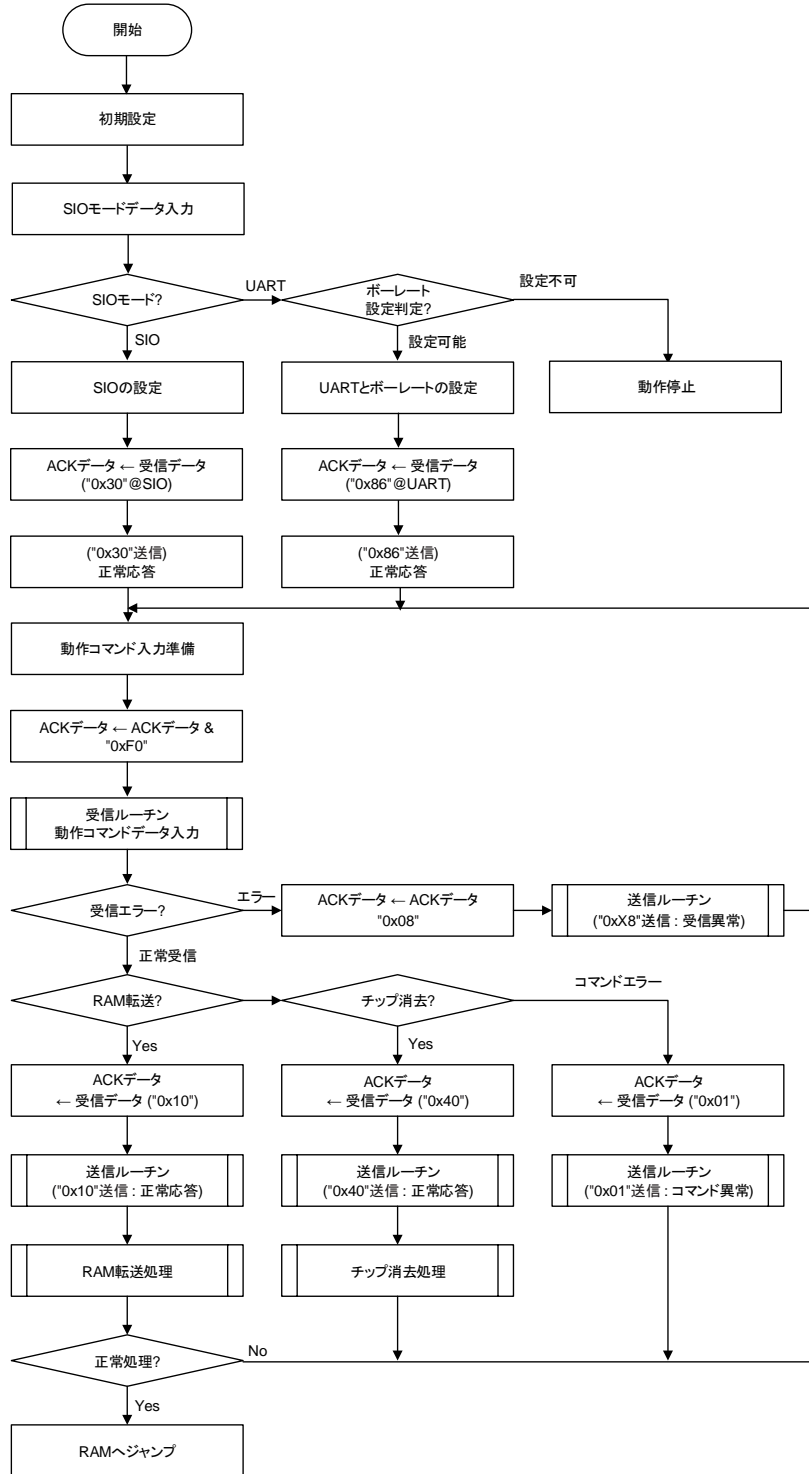 開始
初期設定
SIOモードデータ入力
SIOモード?
UART
ボーレート
設定判定?
設定不可
SIO
設定可能
SIOの設定
UARTとボーレートの設定
動作停止
ACKデータ ← 受信データ
("0x30"@SIO)
ACKデータ ← 受信データ
("0x86"@UART)
("0x30"送信)
正常応答
("0x86"送信)
正常応答
動作コマンド入力準備
ACKデータ ← ACKデータ &
"0xF0"
受信ルーチン
動作コマンドデータ入力
受信エラー?
エラー
ACKデータ ← ACKデータ
"0x08"
送信ルーチン
("0xX8"送信 : 受信異常)
正常受信
RAM転送?
チップ消去?
コマンドエラー
Yes
Yes
ACKデータ
← 受信データ ("0x10")
ACKデータ
← 受信データ ("0x40")
ACKデータ
← 受信データ ("0x01")
送信ルーチン
("0x10"送信 : 正常応答)
送信ルーチン
("0x40"送信 : 正常応答)
送信ルーチン
("0x01"送信 : コマンド異常)
RAM転送処理
チップ消去処理
正常処理?
No
Yes
RAMへジャンプ